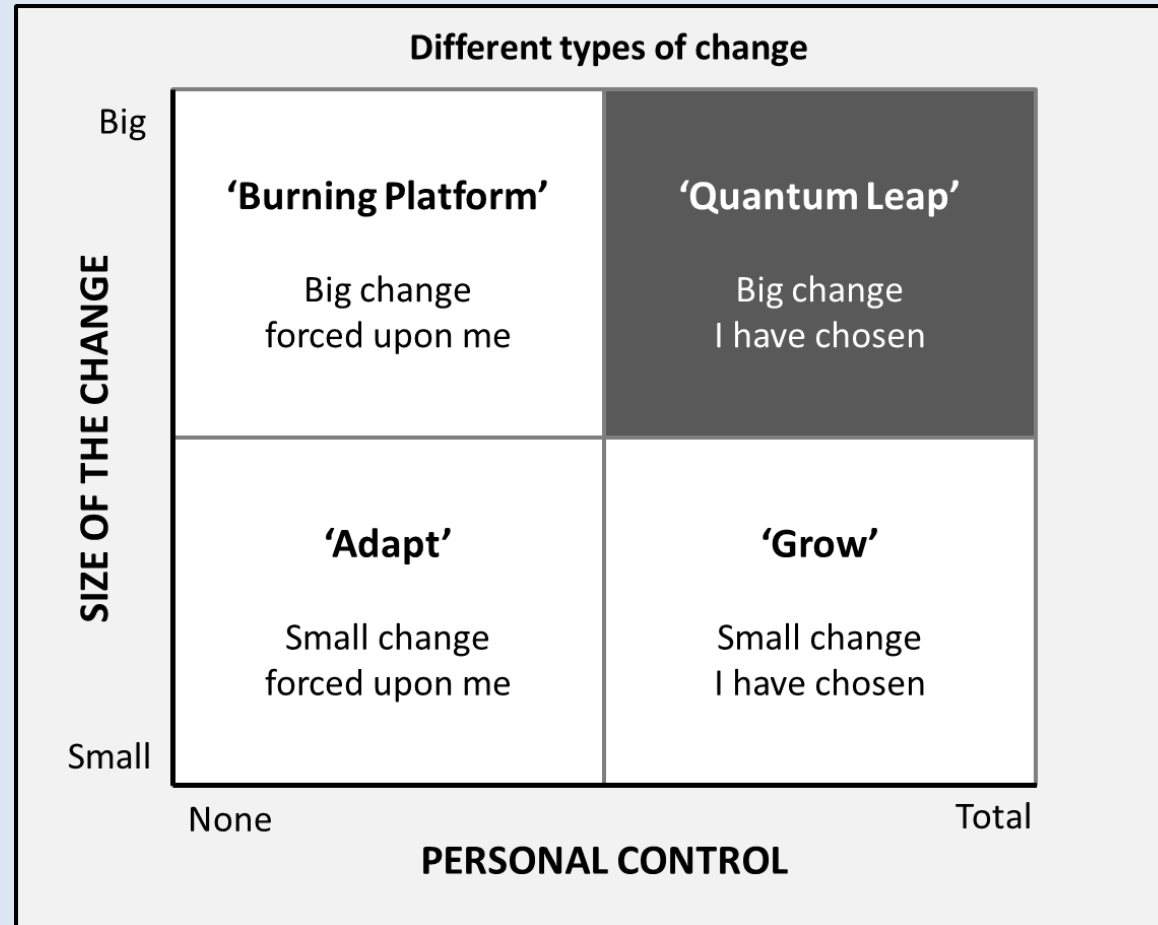 Different types of change
Big
‘Burning Platform’
Big change
forced upon me
‘Quantum Leap’
Big change
I have chosen
SIZE OF THE CHANGE
‘Adapt’
Small change
forced upon me
‘Grow’
Small change
I have chosen
Small
None
Total
PERSONAL CONTROL